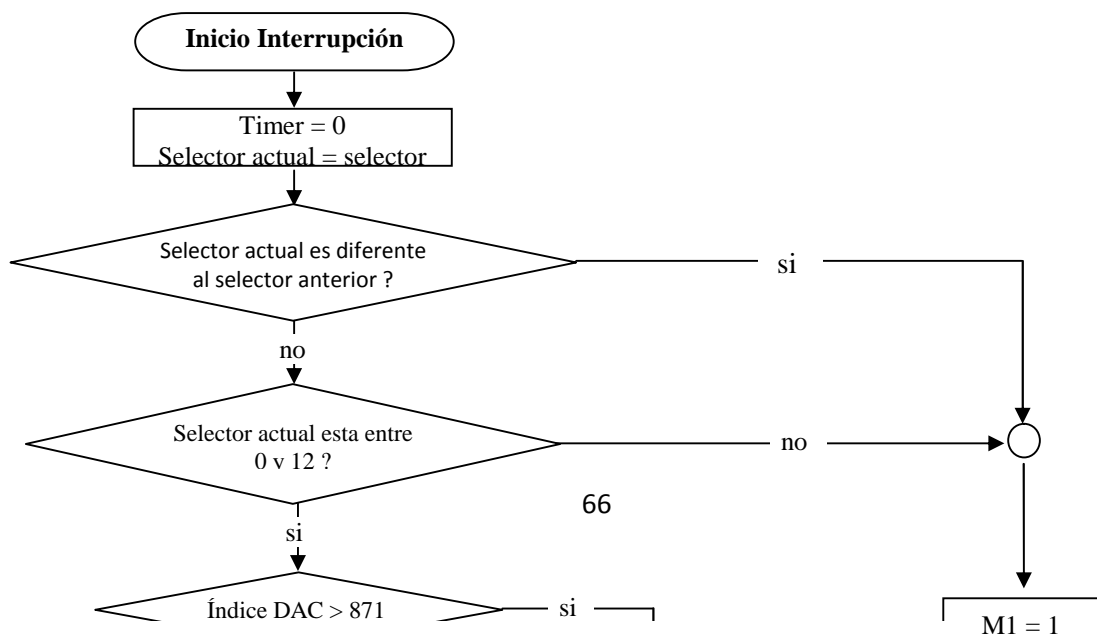 Inicio Interrupción
Timer = 0
Selector actual = selector
Selector actual es diferente
al selector anterior ?
si
no
Selector actual esta entre
0 y 12 ?
no
66
si
Índice DAC > 871
si
M1 = 1